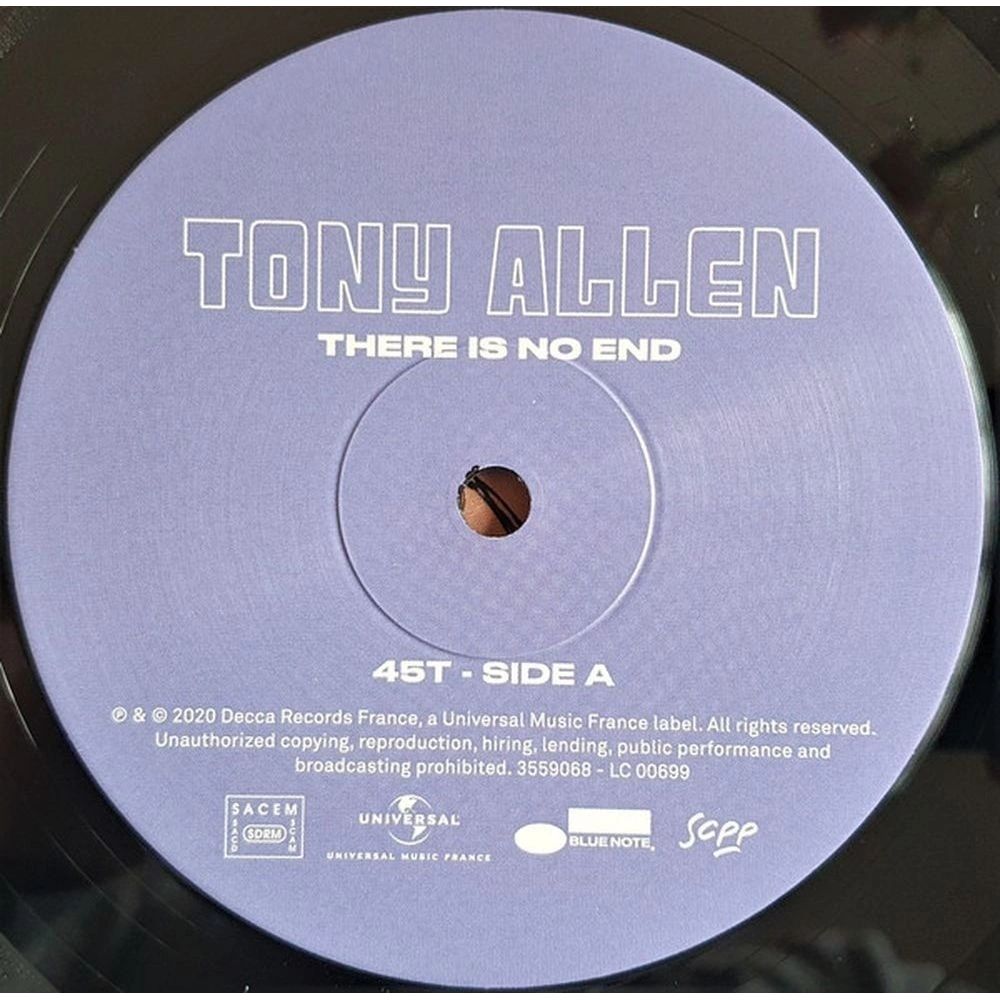 TONY ALLEN
THERE IS NO END
45T - SIDE A
℗ & © 2020 Decca Records France, a Universal Music France label. All rights reserved.
Unauthorized copying, reproduction, hiring, lending, public performance and
broadcasting prohibited. 3559068 - LC 00699
SACEM
SACD
SDRM
SCAM
UNIVERSAL
UNIVERSAL MUSIC FRANCE
BLUE NOTE®
scpp